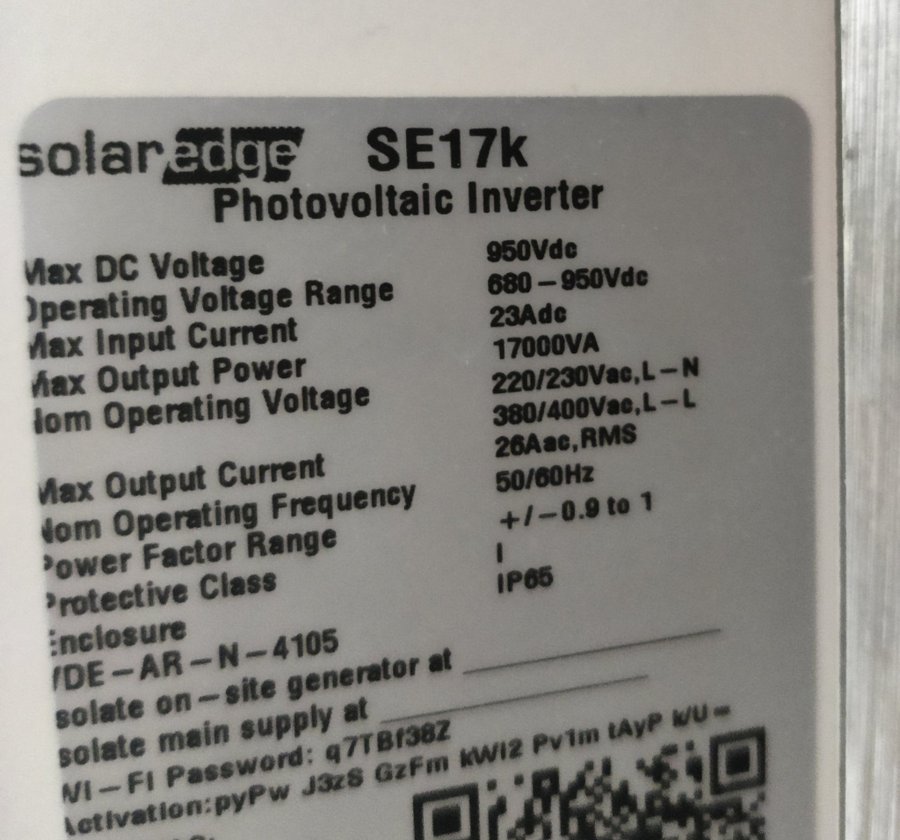 solaredge SE17k
Photovoltaic Inverter
Max DC Voltage 950Vdc
Operating Voltage Range 680-950Vdc
Max Input Current 23Adc
Max Output Power 17000VA
Nom Operating Voltage 220/230Vac,L-N
380/400Vac,L-L
Max Output Current 26Aac,RMS
Nom Operating Frequency 50/60Hz
Power Factor Range +/-0.9 to 1
Protective Class I
Enclosure IP65
VDE-AR-N-4105
Isolate on-site generator at
Isolate main supply at
WI-FI Password: q7TBf38Z
Activation:pyPw J3zS GzFm kWI2 Pv1m tAyP k/U=